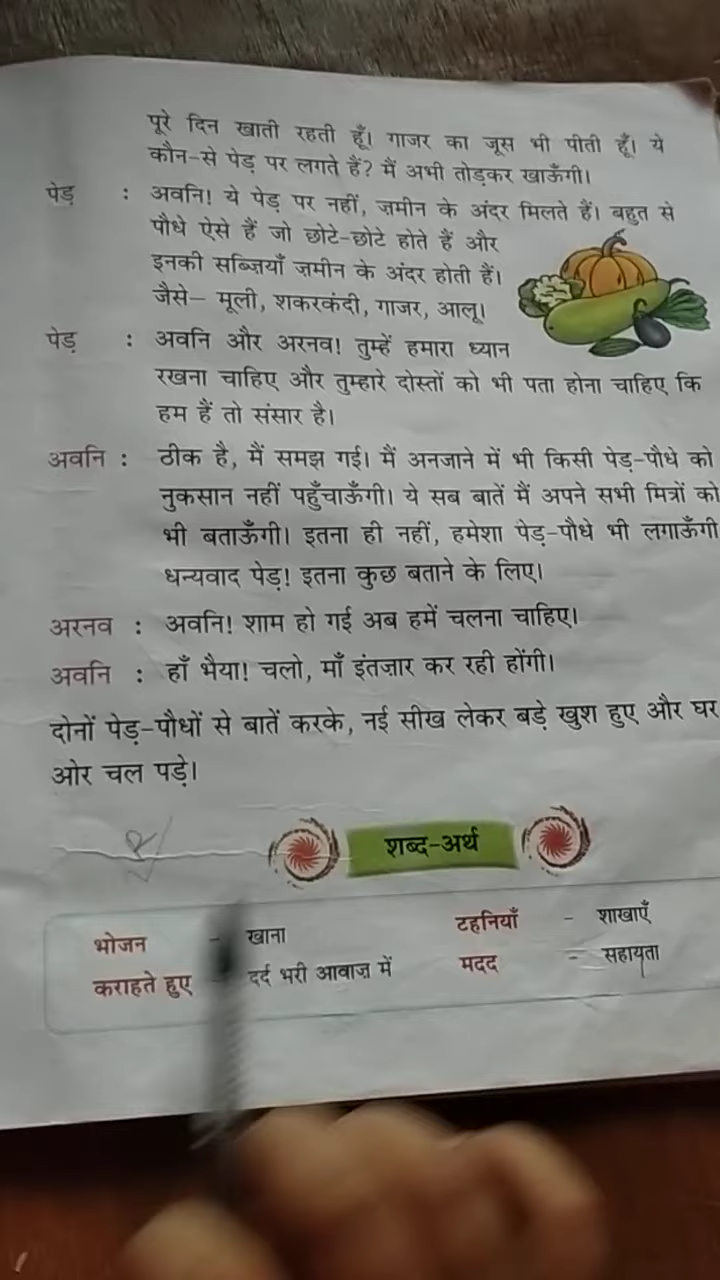 पूरे दिन खाती रहती हूँ। गाजर का जूस भी पीती हूँ। ये
कौन-से पेड़ पर लगते हैं? मैं अभी तोड़कर खाऊँगी।
पेड़ : अवनि! ये पेड़ पर नहीं, ज़मीन के अंदर मिलते हैं। बहुत से
पौधे ऐसे हैं जो छोटे-छोटे होते हैं और
इनकी सब्ज़ियाँ ज़मीन के अंदर होती हैं।
जैसे— मूली, शकरकंदी, गाजर, आलू।
पेड़ : अवनि और अरनव! तुम्हें हमारा ध्यान
रखना चाहिए और तुम्हारे दोस्तों को भी पता होना चाहिए कि
हम हैं तो संसार है।
अवनि : ठीक है, मैं समझ गई। मैं अनजाने में भी किसी पेड़-पौधे को
नुकसान नहीं पहुँचाऊँगी। ये सब बातें मैं अपने सभी मित्रों को
भी बताऊँगी। इतना ही नहीं, हमेशा पेड़-पौधे भी लगाऊँगी
धन्यवाद पेड़! इतना कुछ बताने के लिए।
अरनव : अवनि! शाम हो गई अब हमें चलना चाहिए।
अवनि : हाँ भैया! चलो, माँ इंतज़ार कर रही होंगी।
दोनों पेड़-पौधों से बातें करके, नई सीख लेकर बड़े खुश हुए और घर
ओर चल पड़े।
शब्द-अर्थ
भोजन - खाना टहनियाँ - शाखाएँ
कराहते हुए - दर्द भरी आवाज़ में मदद - सहायता